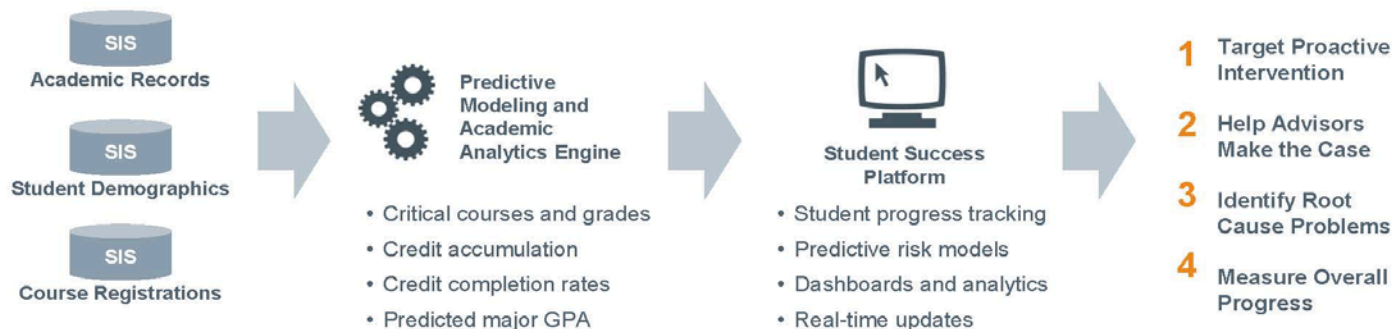 SIS
Academic Records
SIS
Student Demographics
SIS
Course Registrations
Predictive
Modeling and
Academic
Analytics Engine
• Critical courses and grades
• Credit accumulation
• Credit completion rates
• Predicted major GPA
Student Success
Platform
• Student progress tracking
• Predictive risk models
• Dashboards and analytics
• Real-time updates
1 Target Proactive
Intervention
2 Help Advisors
Make the Case
3 Identify Root
Cause Problems
4 Measure Overall
Progress